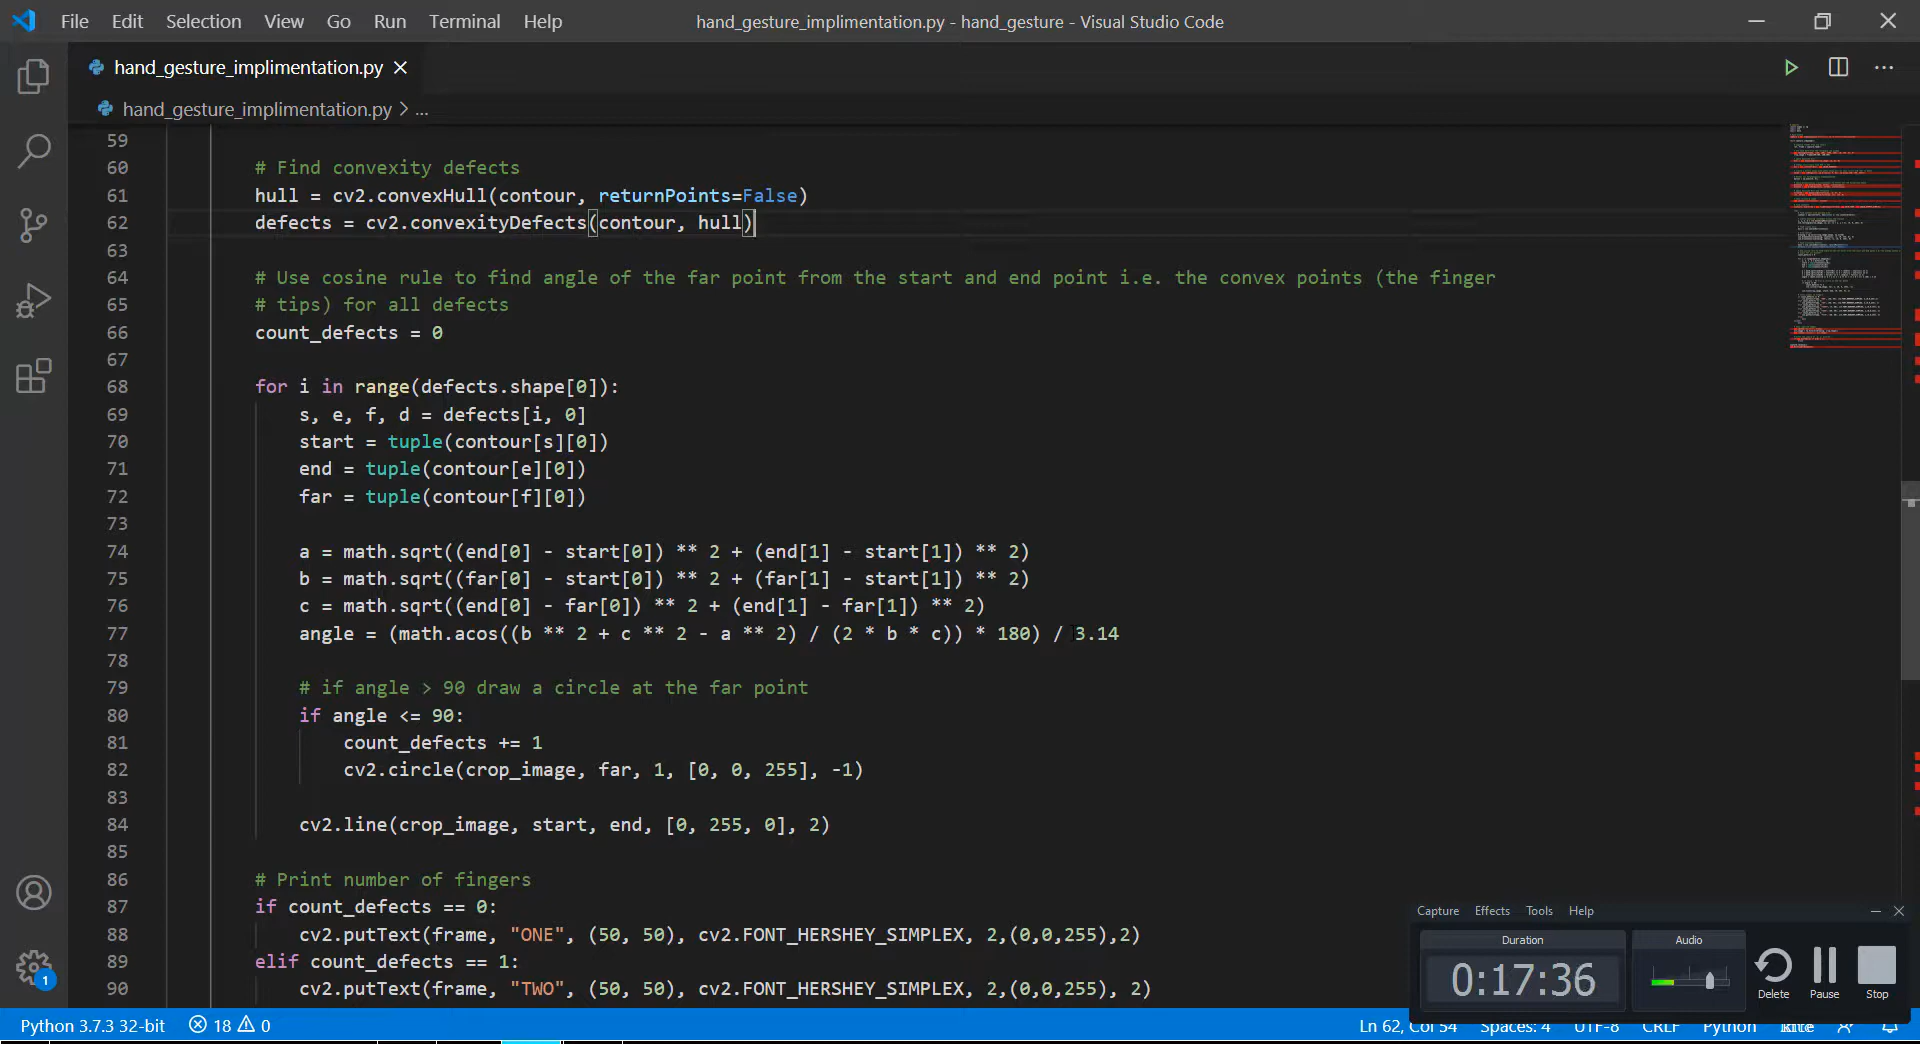 File Edit Selection View Go Run Terminal Help
hand_gesture_implimentation.py - hand_gesture - Visual Studio Code
hand_gesture_implimentation.py
hand_gesture_implimentation.py > ...
59
60 # Find convexity defects
61 hull = cv2.convexHull(contour, returnPoints=False)
62 defects = cv2.convexityDefects(contour, hull)
63
64 # Use cosine rule to find angle of the far point from the start and end point i.e. the convex points (the finger
65 # tips) for all defects
66 count_defects = 0
67
68 for i in range(defects.shape[0]):
69 s, e, f, d = defects[i, 0]
70 start = tuple(contour[s][0])
71 end = tuple(contour[e][0])
72 far = tuple(contour[f][0])
73
74 a = math.sqrt((end[0] - start[0]) ** 2 + (end[1] - start[1]) ** 2)
75 b = math.sqrt((far[0] - start[0]) ** 2 + (far[1] - start[1]) ** 2)
76 c = math.sqrt((end[0] - far[0]) ** 2 + (end[1] - far[1]) ** 2)
77 angle = (math.acos((b ** 2 + c ** 2 - a ** 2) / (2 * b * c)) * 180) / 3.14
78
79 # if angle > 90 draw a circle at the far point
80 if angle <= 90:
81 count_defects += 1
82 cv2.circle(crop_image, far, 1, [0, 0, 255], -1)
83
84 cv2.line(crop_image, start, end, [0, 255, 0], 2)
85
86 # Print number of fingers
87 if count_defects == 0:
88 cv2.putText(frame, "ONE", (50, 50), cv2.FONT_HERSHEY_SIMPLEX, 2,(0,0,255),2)
89 elif count_defects == 1:
90 cv2.putText(frame, "TWO", (50, 50), cv2.FONT_HERSHEY_SIMPLEX, 2,(0,0,255), 2)
Capture Effects Tools Help
Duration
Audio
0:17:36
Delete Pause Stop
1
Python 3.7.3 32-bit 18 0
Ln 62, Col 54 Spaces: 4 UTF-8 CRLF Python